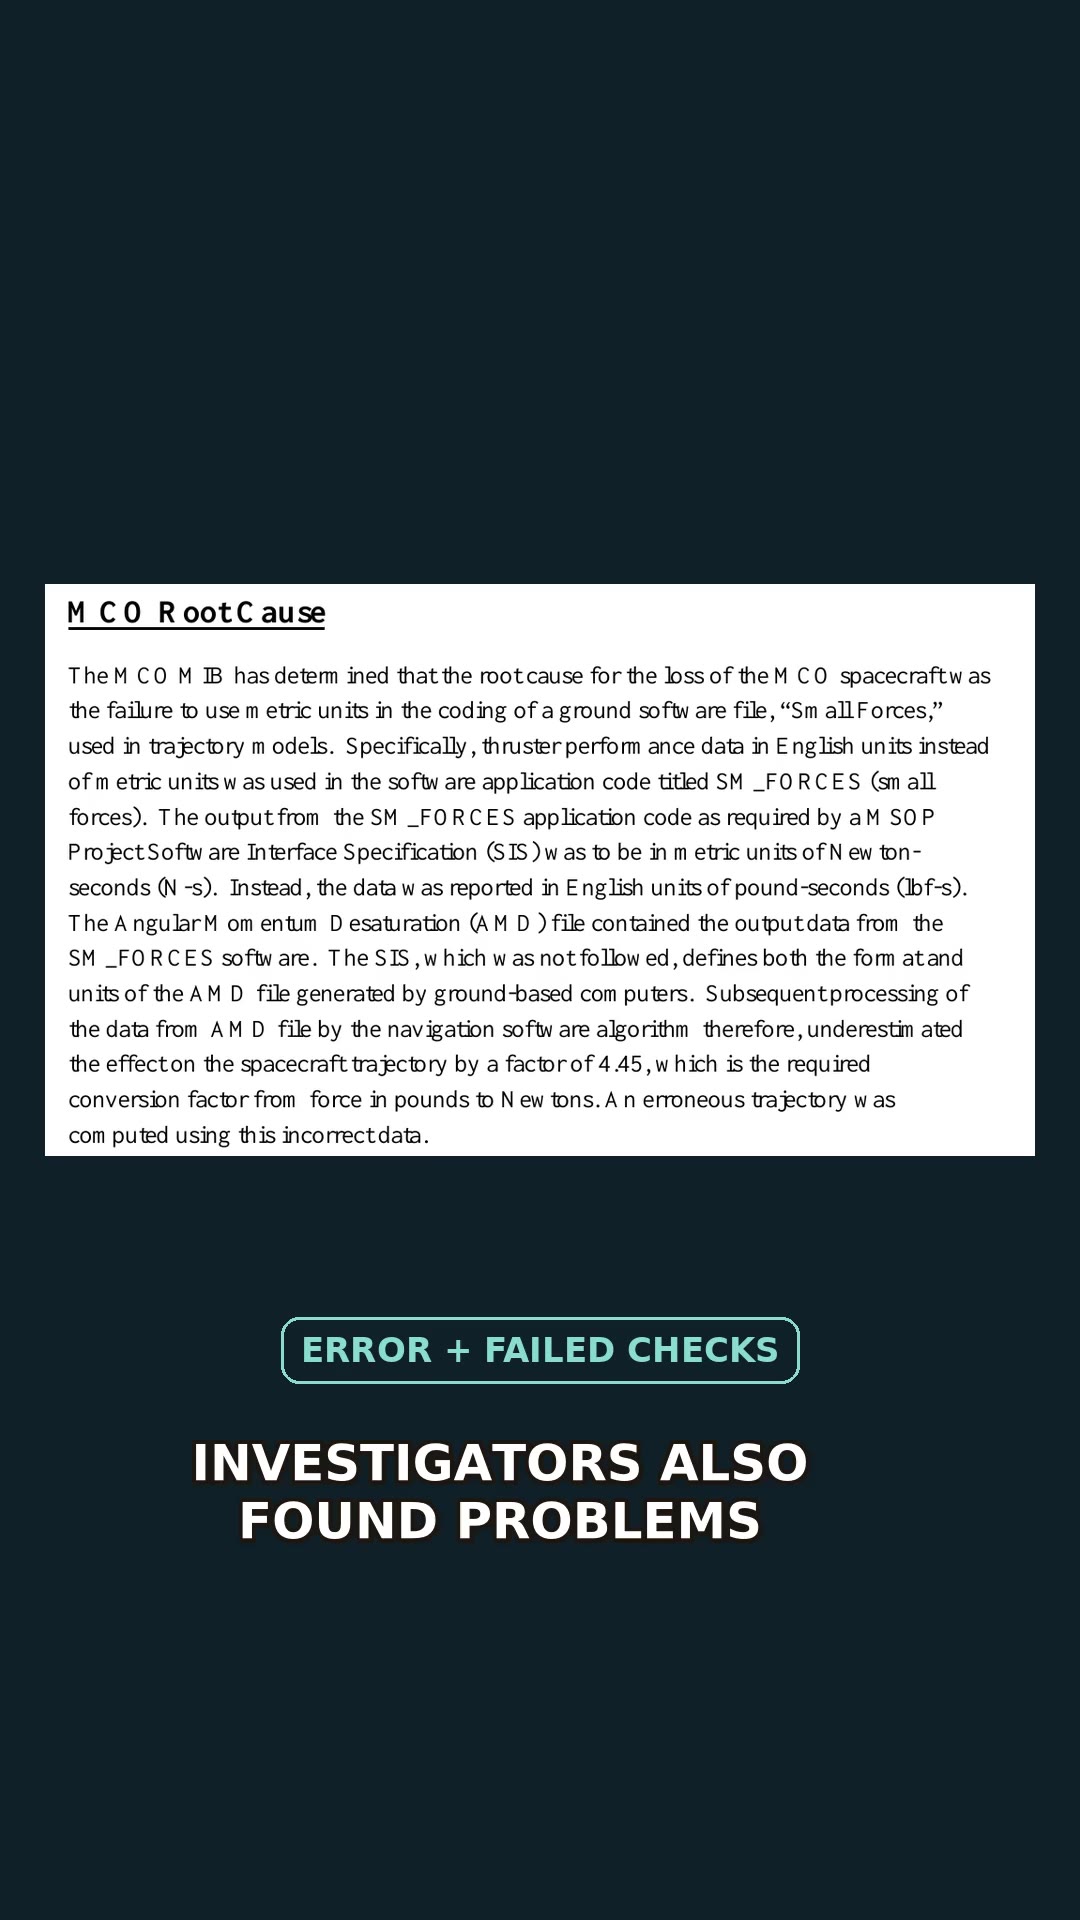 MCO Root Cause
The MCO MIB has determined that the root cause for the loss of the MCO spacecraft was
the failure to use metric units in the coding of a ground software file, “Small Forces,”
used in trajectory models. Specifically, thruster performance data in English units instead
of metric units was used in the software application code titled SM_FORCES (small
forces). The output from the SM_FORCES application code as required by a MSOP
Project Software Interface Specification (SIS) was to be in metric units of Newton-
seconds (N-s). Instead, the data was reported in English units of pound-seconds (lbf-s).
The Angular Momentum Desaturation (AMD) file contained the output data from the
SM_FORCES software. The SIS, which was not followed, defines both the format and
units of the AMD file generated by ground-based computers. Subsequent processing of
the data from AMD file by the navigation software algorithm therefore, underestimated
the effect on the spacecraft trajectory by a factor of 4.45, which is the required
conversion factor from force in pounds to Newtons. An erroneous trajectory was
computed using this incorrect data.
ERROR + FAILED CHECKS
INVESTIGATORS ALSO
FOUND PROBLEMS